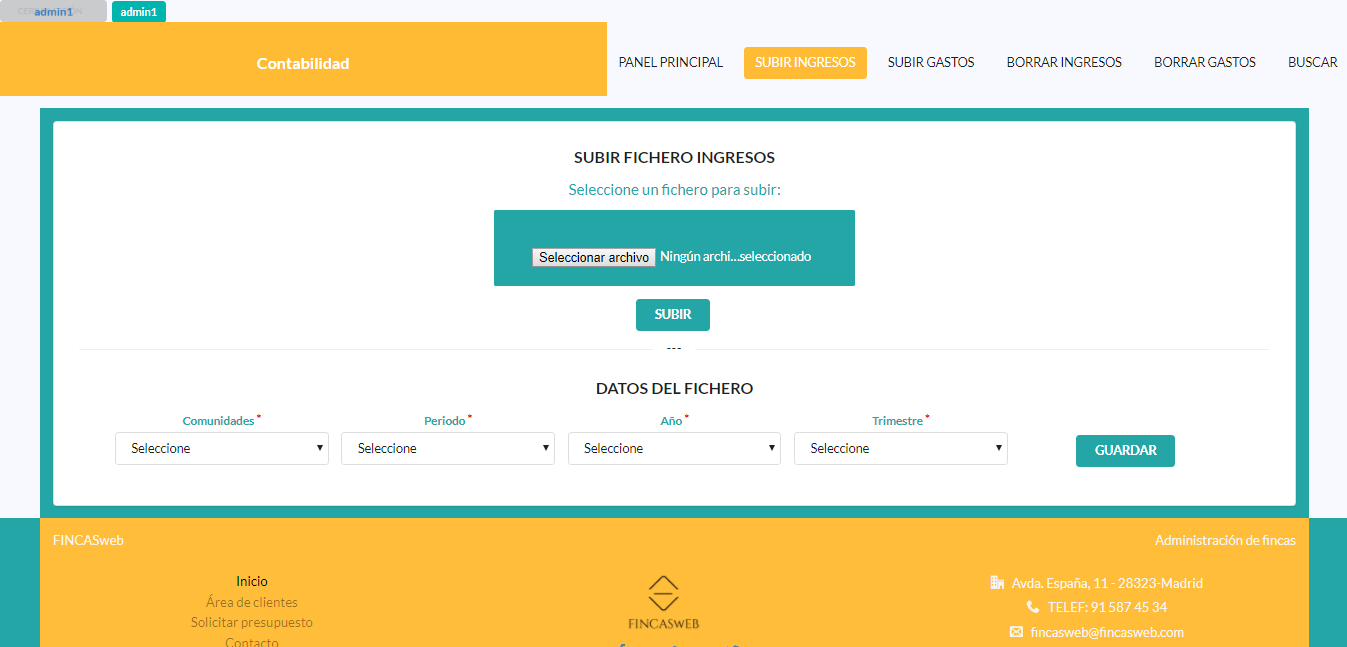 admin1 admin1
Contabilidad
PANEL PRINCIPAL SUBIR INGRESOS SUBIR GASTOS BORRAR INGRESOS BORRAR GASTOS BUSCAR
SUBIR FICHERO INGRESOS
Seleccione un fichero para subir:
Seleccionar archivo Ningún archi...seleccionado
SUBIR
---
DATOS DEL FICHERO
Comunidades * Periodo * Año * Trimestre *
Seleccione Seleccione Seleccione Seleccione
GUARDAR
FINCASweb Administración de fincas
Inicio
Área de clientes
Solicitar presupuesto
Contacto
FINCASWEB
Avda. España, 11 - 28323-Madrid
TELEF: 91 587 45 34
fincasweb@fincasweb.com